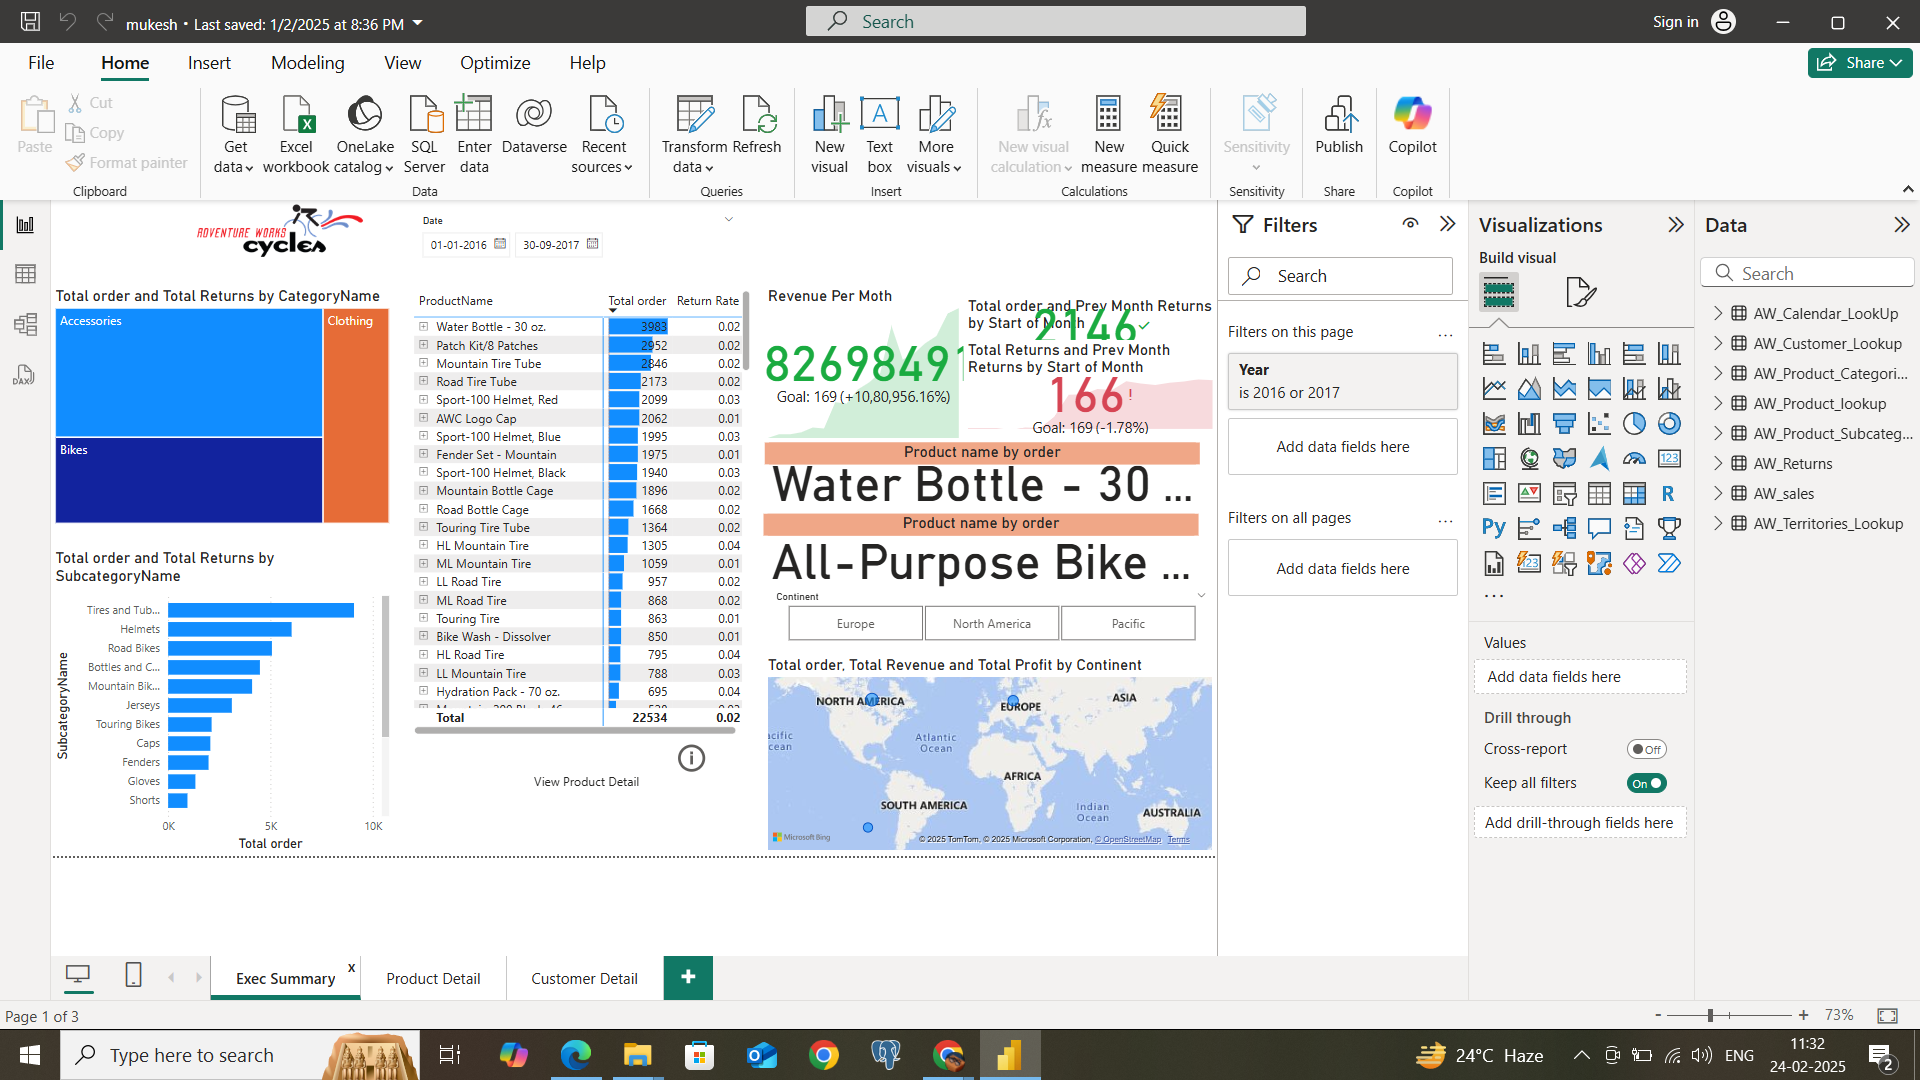 mukesh • Last saved: 1/2/2025 at 8:36 PM
Search
Sign in
File
Home
Insert
Modeling
View
Optimize
Help
Share
Paste
Cut
Copy
Format painter
Clipboard
Get data
Excel workbook
OneLake catalog
SQL Server
Enter data
Dataverse
Recent sources
Data
Transform data
Refresh
Queries
New visual
Text box
More visuals
Insert
New visual calculation
New measure
Quick measure
Calculations
Sensitivity
Sensitivity
Publish
Share
Copilot
Copilot
ADVENTURE WORKS
cycles
Date
01-01-2016
30-09-2017
Total order and Total Returns by CategoryName
Accessories
Clothing
Bikes
Total order and Total Returns by
SubcategoryName
SubcategoryName
Tires and Tub...
Helmets
Road Bikes
Bottles and C...
Mountain Bik...
Jerseys
Touring Bikes
Caps
Fenders
Gloves
Shorts
0K 5K 10K
Total order
ProductName Total order Return Rate
Water Bottle - 30 oz. 3983 0.02
Patch Kit/8 Patches 2952 0.02
Mountain Tire Tube 2846 0.02
Road Tire Tube 2173 0.02
Sport-100 Helmet, Red 2099 0.03
AWC Logo Cap 2062 0.01
Sport-100 Helmet, Blue 1995 0.03
Fender Set - Mountain 1975 0.01
Sport-100 Helmet, Black 1940 0.03
Mountain Bottle Cage 1896 0.02
Road Bottle Cage 1668 0.02
Touring Tire Tube 1364 0.02
HL Mountain Tire 1305 0.04
ML Mountain Tire 1059 0.01
LL Road Tire 957 0.02
ML Road Tire 868 0.02
Touring Tire 863 0.01
Bike Wash - Dissolver 850 0.01
HL Road Tire 795 0.04
LL Mountain Tire 788 0.03
Hydration Pack - 70 oz. 695 0.04
Total 22534 0.02
View Product Detail
Revenue Per Moth
82698491
Goal: 169 (+10,80,956.16%)
Total order and Prev Month Returns
by Start of Month
2146
Total Returns and Prev Month
Returns by Start of Month
166!
Goal: 169 (-1.78%)
Product name by order
Water Bottle - 30 ...
Product name by order
All-Purpose Bike ...
Continent
Europe
North America
Pacific
Total order, Total Revenue and Total Profit by Continent
NORTH AMERICA
EUROPE
ASIA
acific
cean
Atlantic
Ocean
AFRICA
SOUTH AMERICA
Indian
Ocean
AUSTRALIA
Microsoft Bing
© 2025 TomTom, © 2025 Microsoft Corporation, © OpenStreetMap Terms
Filters
Search
Filters on this page
...
Year
is 2016 or 2017
Add data fields here
Filters on all pages
...
Add data fields here
Visualizations
Build visual
123
R
Py
123
...
Values
Add data fields here
Drill through
Cross-report
Off
Keep all filters
On
Add drill-through fields here
Data
Search
AW_Calendar_LookUp
AW_Customer_Lookup
AW_Product_Categori...
AW_Product_lookup
AW_Product_Subcateg...
AW_Returns
AW_sales
AW_Territories_Lookup
Exec Summary x
Product Detail
Customer Detail
+
Page 1 of 3
- + 73%
Type here to search
24°C Haze
ENG
11:32
24-02-2025
2